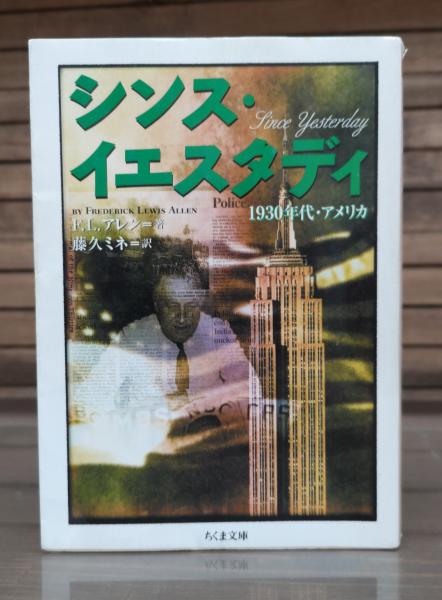 シンス・
Since Yesterday
イエスタデイ
BY FREDERICK LEWIS ALLEN
Police
1930年代・アメリカ
F.L.アレン=著
藤久ミネ=訳
ちくま文庫